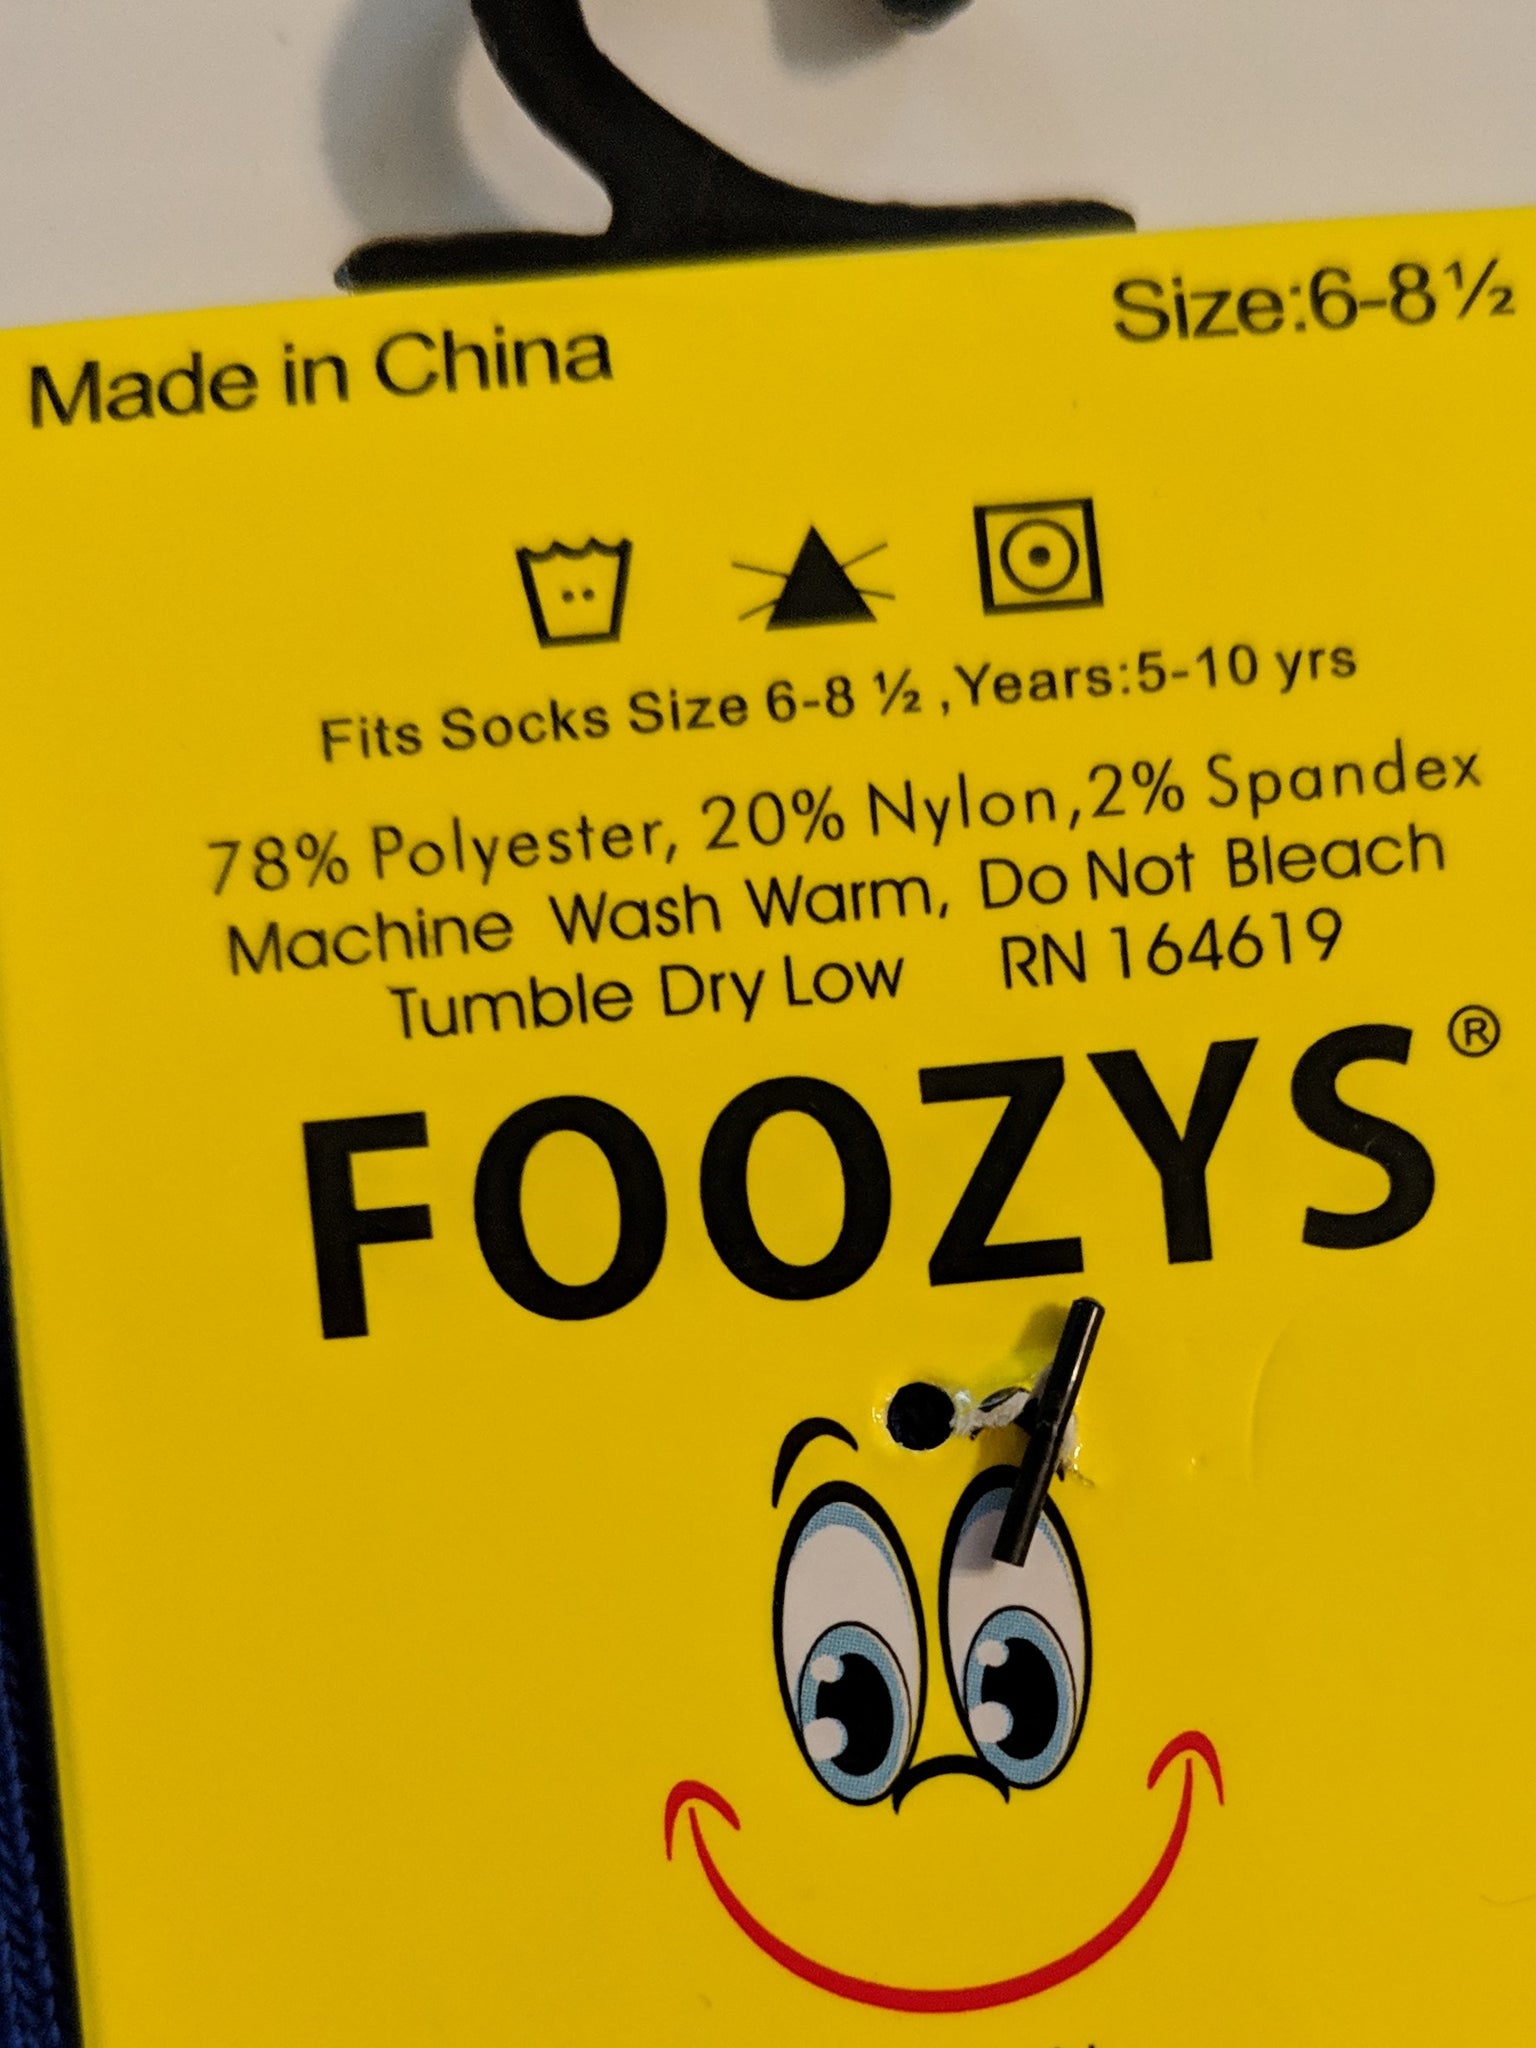 Made in China
Size:6-8½
Fits Socks Size 6-8 ½ ,Years:5-10 yrs
78% Polyester, 20% Nylon,2% Spandex
Machine Wash Warm, Do Not Bleach
Tumble Dry Low RN 164619
FOOZYS®